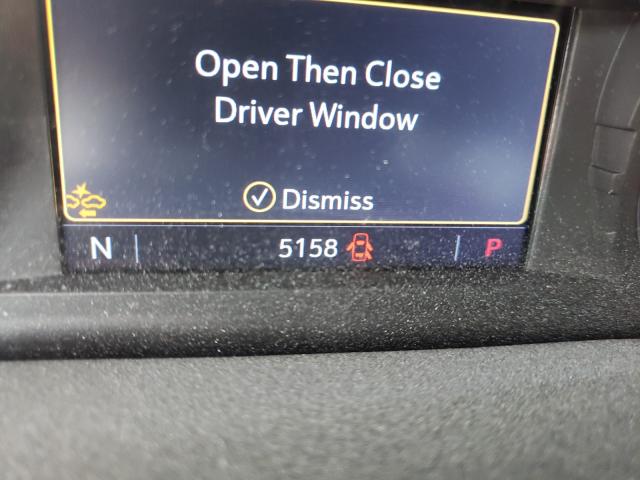 Open Then Close
Driver Window
Dismiss
N 5158 P